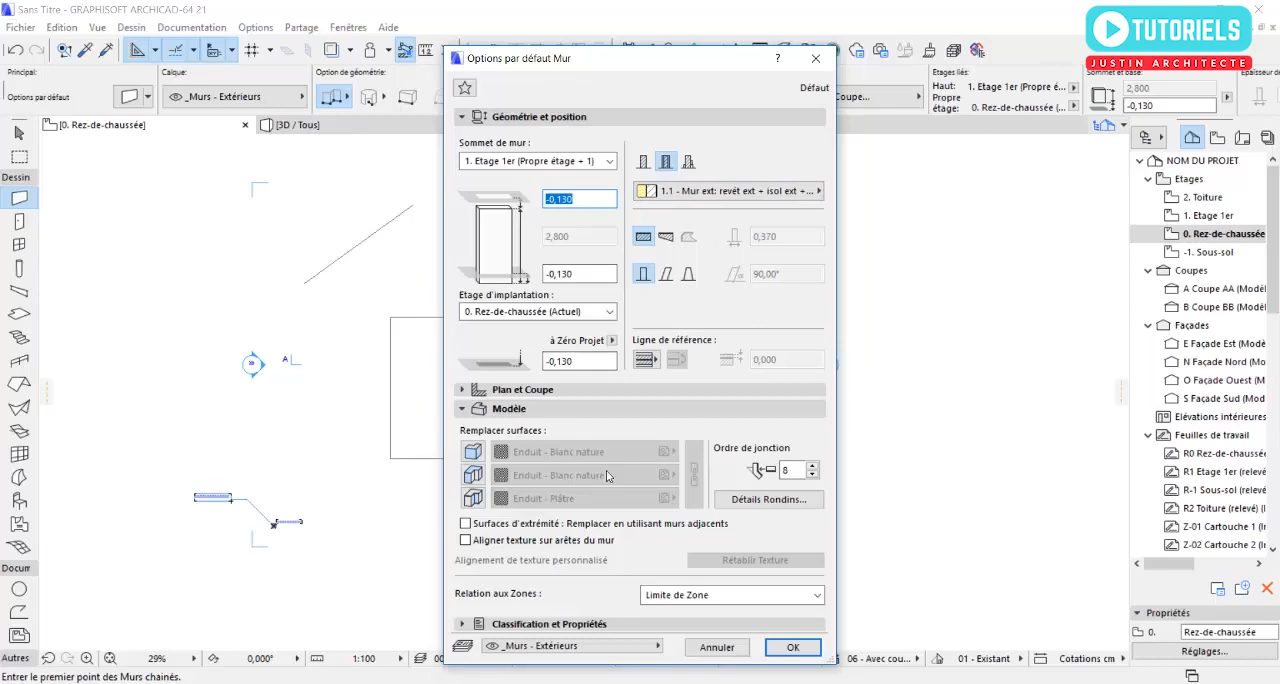 Sans Titre - GRAPHISOFT ARCHICAD-64 21
Fichier Edition Vue Dessin Documentation Options Partage Fenêtres Aide
TUTORIELS
JUSTIN ARCHITECTE
Principal:
Calque:
Option de géométrie:
Options par défaut
_Murs - Extérieurs
Coupe...
Etages liés:
Haut: 1. Etage 1er (Propre é...
Propre étage: 0. Rez-de-chaussée (...
Sommet et base:
2,800
-0,130
Epaisseur de
[0. Rez-de-chaussée]
[3D / Tous]
Dessin
Docum
Autres
A
Options par défaut Mur
?
Défaut
Géométrie et position
Sommet de mur :
1. Etage 1er (Propre étage + 1)
-0,130
2,800
-0,130
Etage d'implantation :
0. Rez-de-chaussée (Actuel)
à Zéro Projet
-0,130
1.1 - Mur ext: revét ext + isol ext +...
0,370
90,00°
Ligne de référence :
0,000
Plan et Coupe
Modèle
Remplacer surfaces :
Enduit - Blanc nature
Enduit - Blanc nature
Enduit - Plâtre
Ordre de jonction
8
Détails Rondins...
Surfaces d'extrémité : Remplacer en utilisant murs adjacents
Aligner texture sur arêtes du mur
Alignement de texture personnalisé
Rétablir Texture
Relation aux Zones :
Limite de Zone
Classification et Propriétés
_Murs - Extérieurs
Annuler
OK
NOM DU PROJET
Etages
2. Toiture
1. Etage 1er
0. Rez-de-chaussée
-1. Sous-sol
Coupes
A Coupe AA (Modèl
B Coupe BB (Modèl
Façades
E Façade Est (Modè
N Façade Nord (Mo
O Façade Ouest (M
S Façade Sud (Mod
Elévations intérieures
Feuilles de travail
R0 Rez-de-chaussée
R1 Etage 1er (relev
R-1 Sous-sol (relev
R2 Toiture (relevé) (
Z-01 Cartouche 1 (I
Z-02 Cartouche 2 (I
Propriétés
0.
Rez-de-chaussée
Réglages...
29%
0,000°
1:100
06 - Avec cou...
01 - Existant
Cotations cm
Entrer le premier point des Murs chainés.